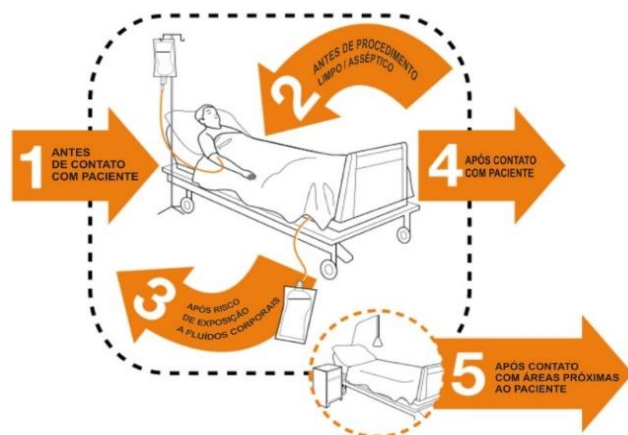 1 ANTES
DE CONTATO
COM PACIENTE
2 ANTES DE PROCEDIMENTO
LIMPO / ASSÉPTICO
3 APÓS RISCO
DE EXPOSIÇÃO
A FLUÍDOS CORPORAIS
4 APÓS CONTATO
COM PACIENTE
5 APÓS CONTATO
COM ÁREAS PRÓXIMAS
AO PACIENTE